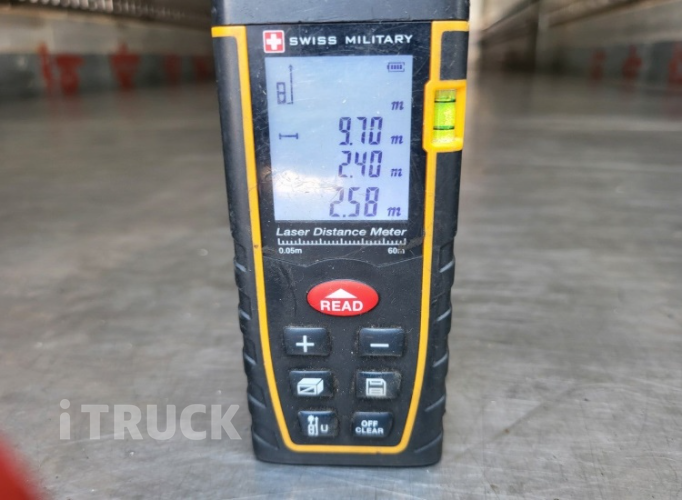 SWISS MILITARY
m
9.70 m
2.40 m
2.58 m
Laser Distance Meter
0.05m 60m
READ
+ −
U OFF
CLEAR
iTRUCK